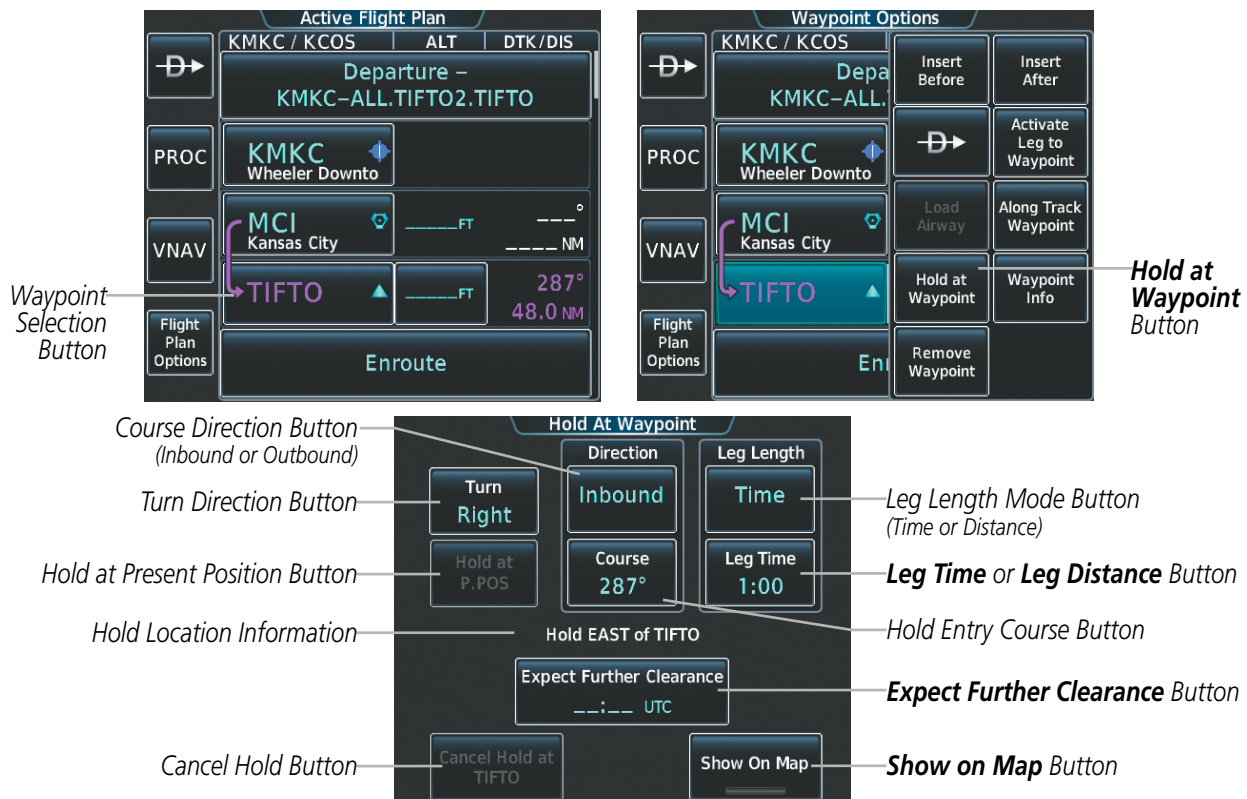 Active Flight Plan
KMKC / KCOS ALT DTK/DIS
D
Departure –
KMKC–ALL.TIFTO2.TIFTO
PROC
KMKC
Wheeler Downto
VNAV
MCI
Kansas City
_____FT
___°
____ NM
TIFTO
_____FT
287°
48.0 NM
Flight
Plan
Options
Enroute
Waypoint
Selection
Button
Waypoint Options
KMKC / KCOS
D
Depa
KMKC–ALL.
PROC
KMKC
Wheeler Downto
VNAV
MCI
Kansas City
TIFTO
Flight
Plan
Options
Enr
Insert
Before
Insert
After
D
Activate
Leg to
Waypoint
Load
Airway
Along Track
Waypoint
Hold at
Waypoint
Waypoint
Info
Remove
Waypoint
Hold at
Waypoint
Button
Hold At Waypoint
Course Direction Button
(Inbound or Outbound)
Turn Direction Button
Hold at Present Position Button
Hold Location Information
Cancel Hold Button
Turn
Right
Direction
Inbound
Leg Length
Time
Hold at
P.POS
Course
287°
Leg Time
1:00
Hold EAST of TIFTO
Expect Further Clearance
__:__ UTC
Cancel Hold at
TIFTO
Show On Map
Leg Length Mode Button
(Time or Distance)
Leg Time or Leg Distance Button
Hold Entry Course Button
Expect Further Clearance Button
Show on Map Button